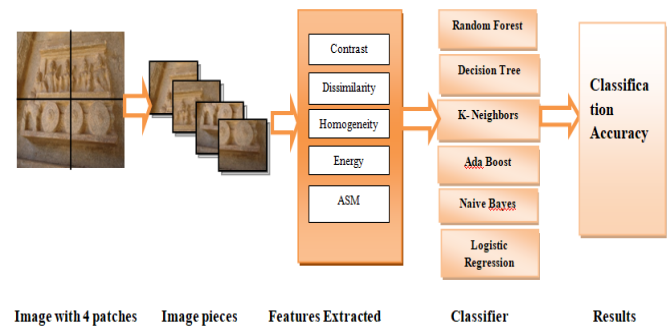 Contrast
Dissimilarity
Homogeneity
Energy
ASM
Random Forest
Decision Tree
K- Neighbors
Ada Boost
Naive Bayes
Logistic
Regression
Classifica
tion
Accuracy
Image with 4 patches
Image pieces
Features Extracted
Classifier
Results